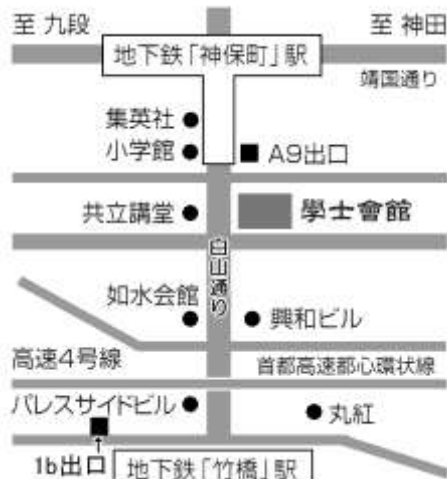 至 九段
至 神田
地下鉄「神保町」駅
靖国通り
集英社
小学館
A9出口
共立講堂
學士會館
白山通り
如水会館
興和ビル
高速4号線
首都高速都心環状線
パレスサイドビル
丸紅
1b出口
地下鉄「竹橋」駅